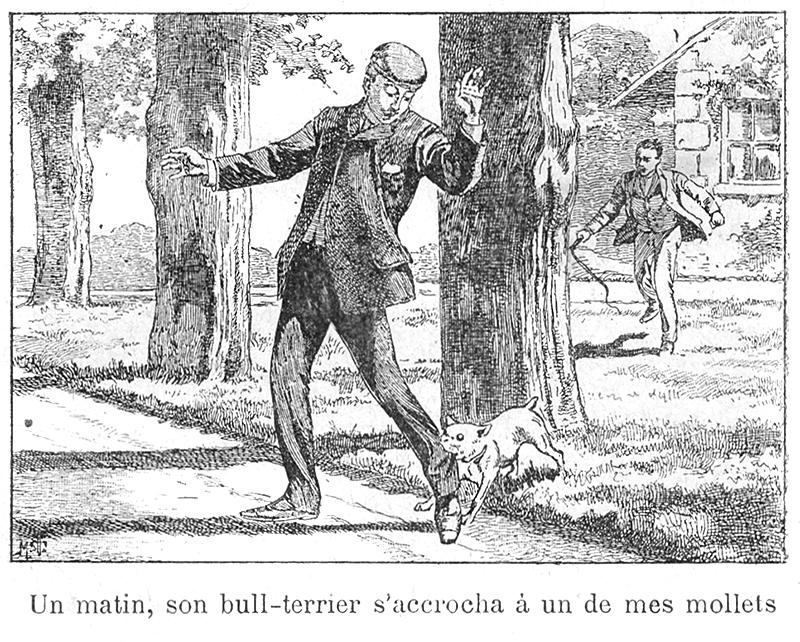 Un matin, son bull-terrier s'accrocha à un de mes mollets